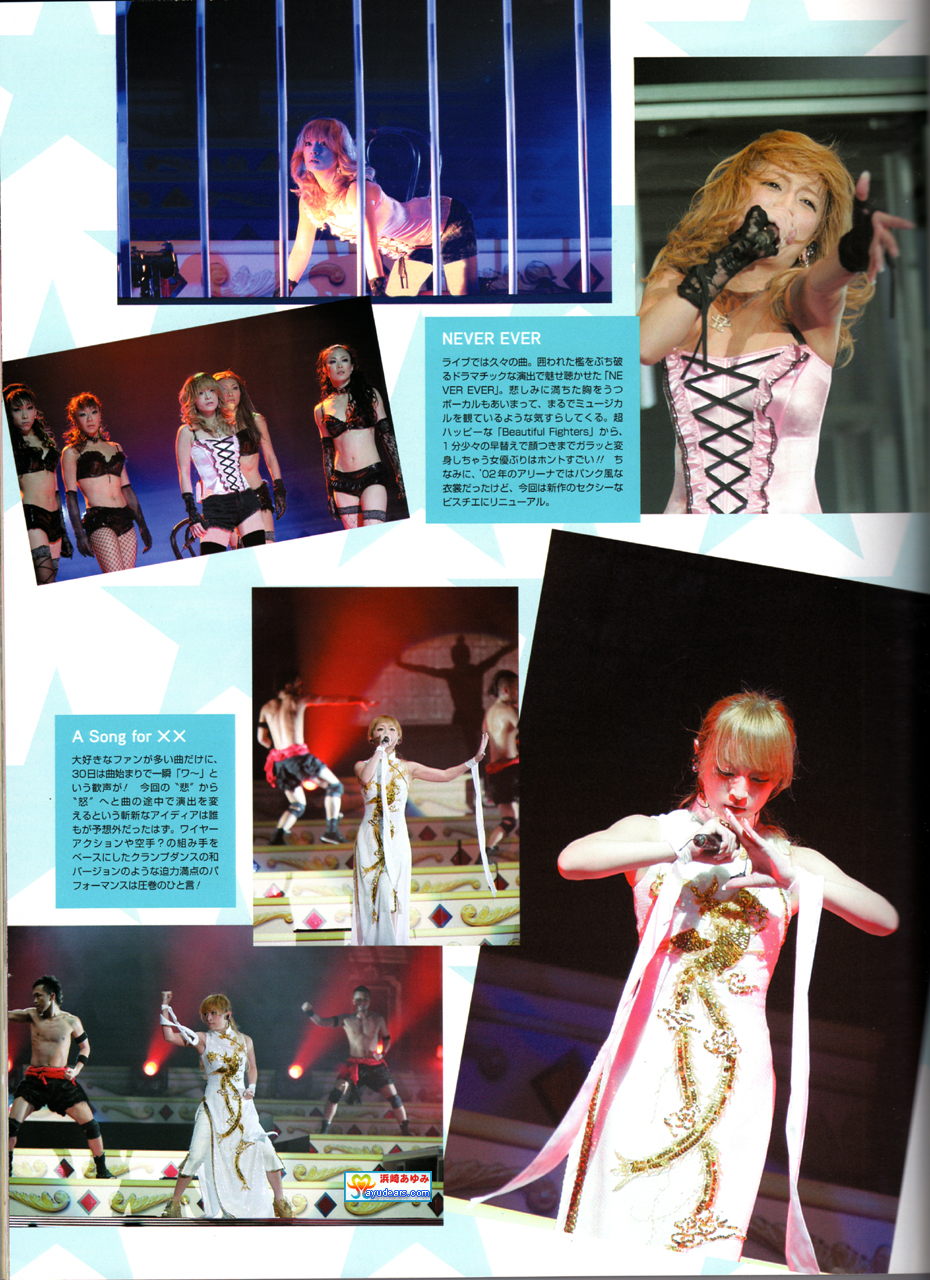 NEVER EVER
ライブでは久々の曲。囲われた檻をぶち破
るドラマチックな演出で魅せ聴かせた「NE
VER EVER」。悲しみに満ちた胸をうつ
ボーカルもあいまって、まるでミュージカ
ルを観ているような気すらしてくる。超
ハッピーな「Beautiful Fighters」から、
1分少々の早替えで顔つきまでガラッと変
身しちゃう女優ぶりはホントすごい!! ち
なみに、'02年のアリーナではパンク風な
衣裳だったけど、今回は新作のセクシーな
ビスチエにリニューアル。
A Song for ××
大好きなファンが多い曲だけに、
30日は曲始まりで一瞬「ワ〜」と
いう歓声が! 今回の“悲”から
“怒”へと曲の途中で演出を変
えるという斬新なアイディアは誰
もが予想外だったはず。ワイヤー
アクションや空手?の組み手を
ベースにしたクランプダンスの和
バージョンのような迫力満点のパ
フォーマンスは圧巻のひと言!
浜崎あゆみ
ayudears.com